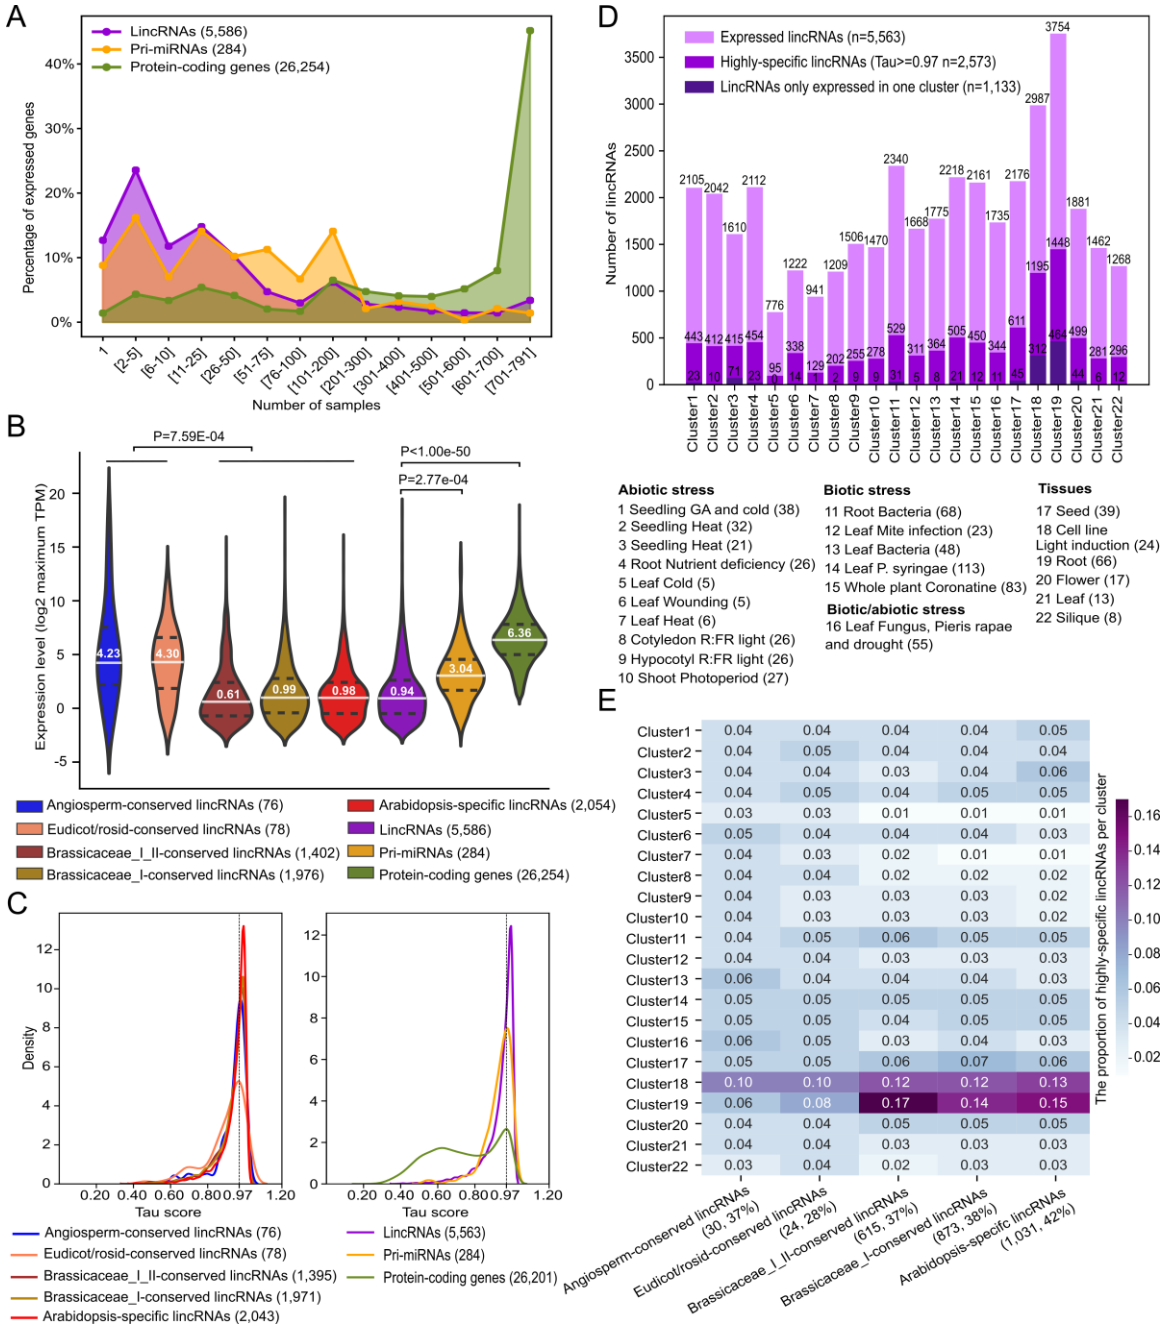 A
LincRNAs (5,586)
Pri-miRNAs (284)
Protein-coding genes (26,254)
Percentage of expressed genes
40%
30%
20%
10%
0%
1
[2-5]
[6-10]
[11-25]
[26-50]
[51-75]
[76-100]
[101-200]
[201-300]
[301-400]
[401-500]
[501-600]
[601-700]
[701-791]
Number of samples
B
P=7.59E-04
P<1.00e-50
P=2.77e-04
Expression level (log2 maximum TPM)
20
15
10
5
0
-5
4.23
4.30
0.61
0.99
0.98
0.94
3.04
6.36
Angiosperm-conserved lincRNAs (76)
Eudicot/rosid-conserved lincRNAs (78)
Brassicaceae_I_II-conserved lincRNAs (1,402)
Brassicaceae_I-conserved lincRNAs (1,976)
Arabidopsis-specific lincRNAs (2,054)
LincRNAs (5,586)
Pri-miRNAs (284)
Protein-coding genes (26,254)
C
Density
12
10
8
6
4
2
0
0.20 0.40 0.60 0.80 0.97 1.20
Tau score
12
10
8
6
4
2
0
0.20 0.40 0.60 0.80 0.97 1.20
Tau score
Angiosperm-conserved lincRNAs (76)
Eudicot/rosid-conserved lincRNAs (78)
Brassicaceae_I_II-conserved lincRNAs (1,395)
Brassicaceae_I-conserved lincRNAs (1,971)
Arabidopsis-specific lincRNAs (2,043)
LincRNAs (5,563)
Pri-miRNAs (284)
Protein-coding genes (26,201)
D
Expressed lincRNAs (n=5,563)
Highly-specific lincRNAs (Tau>=0.97 n=2,573)
LincRNAs only expressed in one cluster (n=1,133)
Number of lincRNAs
3500
3000
2500
2000
1500
1000
500
0
2105 2042 1610 2112 776 1222 941 1209 1506 1470 2340 1668 1775 2218 2161 1735 2176 2987 3754 1881 1462 1268
443 412 415 454 95 338 129 202 255 278 529 311 364 505 450 344 611 1195 1448 499 281 296
23 10 71 23 0 14 7 2 9 9 31 5 8 21 12 11 45 312 464 44 6 12
Cluster1
Cluster2
Cluster3
Cluster4
Cluster5
Cluster6
Cluster7
Cluster8
Cluster9
Cluster10
Cluster11
Cluster12
Cluster13
Cluster14
Cluster15
Cluster16
Cluster17
Cluster18
Cluster19
Cluster20
Cluster21
Cluster22
Abiotic stress
1 Seedling GA and cold (38)
2 Seedling Heat (32)
3 Seedling Heat (21)
4 Root Nutrient deficiency (26)
5 Leaf Cold (5)
6 Leaf Wounding (5)
7 Leaf Heat (6)
8 Cotyledon R:FR light (26)
9 Hypocotyl R:FR light (26)
10 Shoot Photoperiod (27)
Biotic stress
11 Root Bacteria (68)
12 Leaf Mite infection (23)
13 Leaf Bacteria (48)
14 Leaf P. syringae (113)
15 Whole plant Coronatine (83)
Biotic/abiotic stress
16 Leaf Fungus, Pieris rapae
and drought (55)
Tissues
17 Seed (39)
18 Cell line
Light induction (24)
19 Root (66)
20 Flower (17)
21 Leaf (13)
22 Silique (8)
E
Cluster1 0.04 0.04 0.04 0.04 0.05
Cluster2 0.04 0.05 0.04 0.04 0.04
Cluster3 0.04 0.04 0.03 0.04 0.06
Cluster4 0.04 0.05 0.04 0.05 0.05
Cluster5 0.03 0.03 0.01 0.01 0.01
Cluster6 0.05 0.04 0.04 0.04 0.03
Cluster7 0.04 0.03 0.02 0.01 0.01
Cluster8 0.04 0.04 0.02 0.02 0.02
Cluster9 0.04 0.03 0.03 0.03 0.02
Cluster10 0.04 0.03 0.03 0.03 0.02
Cluster11 0.04 0.05 0.06 0.05 0.05
Cluster12 0.04 0.04 0.03 0.03 0.03
Cluster13 0.06 0.04 0.04 0.04 0.03
Cluster14 0.05 0.05 0.05 0.05 0.05
Cluster15 0.05 0.05 0.04 0.05 0.05
Cluster16 0.06 0.05 0.03 0.04 0.03
Cluster17 0.05 0.05 0.06 0.07 0.06
Cluster18 0.10 0.10 0.12 0.12 0.13
Cluster19 0.06 0.08 0.17 0.14 0.15
Cluster20 0.04 0.04 0.05 0.05 0.05
Cluster21 0.04 0.04 0.03 0.03 0.03
Cluster22 0.03 0.04 0.02 0.03 0.03
Angiosperm-conserved lincRNAs
(30, 37%)
Eudicot/rosid-conserved lincRNAs
(24, 28%)
Brassicaceae_I_II-conserved lincRNAs
(615, 37%)
Brassicaceae_I-conserved lincRNAs
(873, 38%)
Arabidopsis-specific lincRNAs
(1,031, 42%)
0.16
0.14
0.12
0.10
0.08
0.06
0.04
0.02
The proportion of highly-specific lincRNAs per cluster